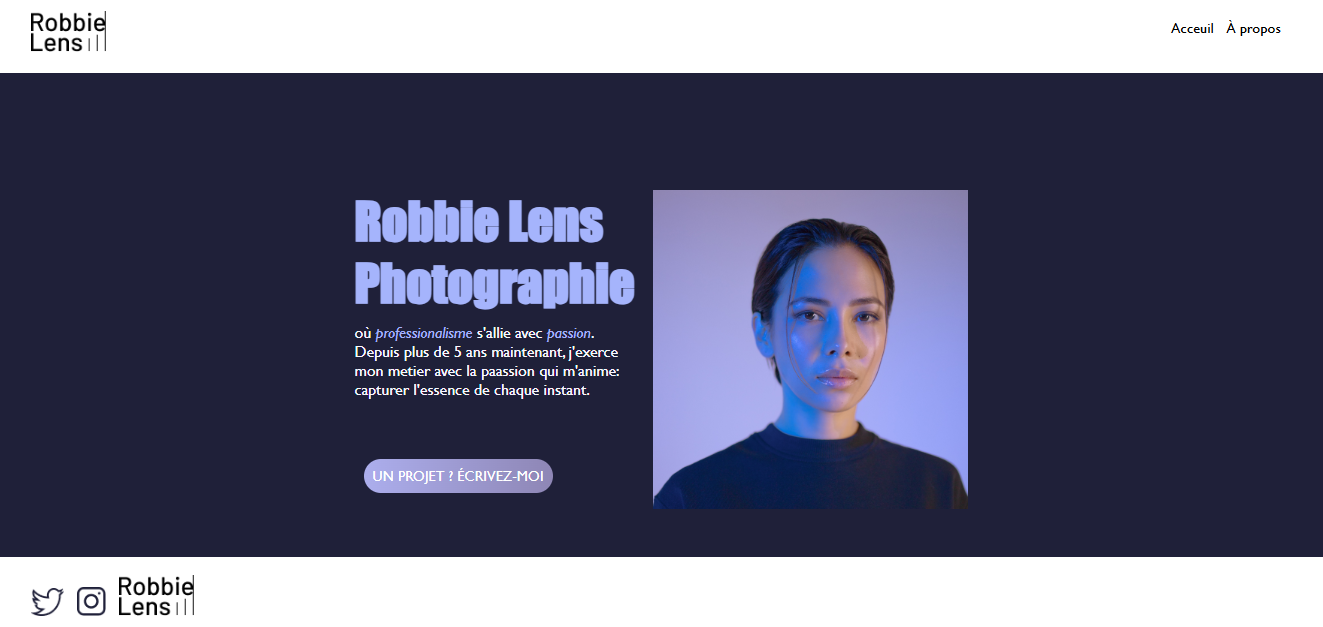 Robbie
Lens
Acceuil À propos
Robbie Lens
Photographie
où professionalisme s'allie avec passion.
Depuis plus de 5 ans maintenant, j'exerce
mon metier avec la paassion qui m'anime:
capturer l'essence de chaque instant.
UN PROJET ? ÉCRIVEZ-MOI
Robbie
Lens